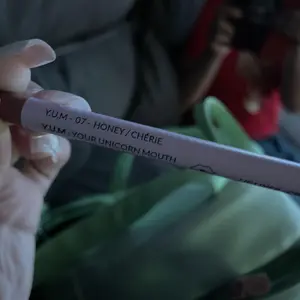 Y.U.M - 07 - HONEY / CHÉRIE
Y.U.M - YOUR UNICORN MOUTH